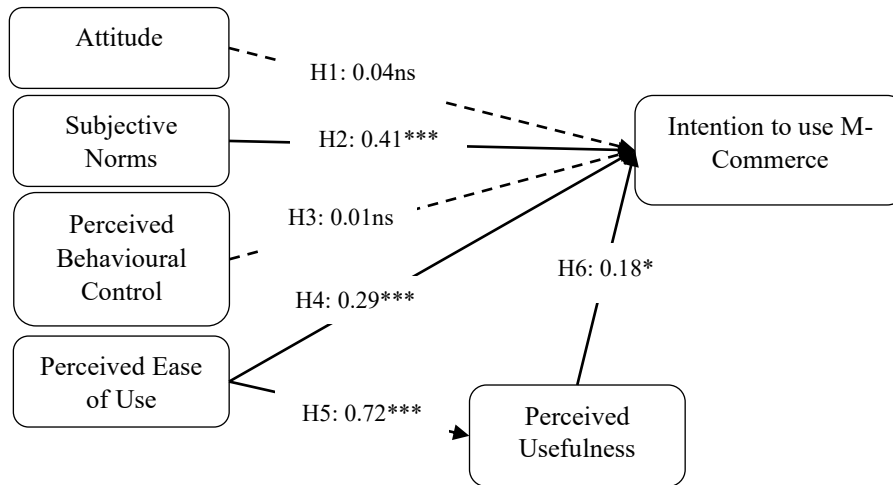 Attitude
H1: 0.04ns
Subjective
Norms
H2: 0.41***
Intention to use M-
Commerce
Perceived
Behavioural
Control
H3: 0.01ns
H6: 0.18*
H4: 0.29***
Perceived Ease
of Use
H5: 0.72***
Perceived
Usefulness